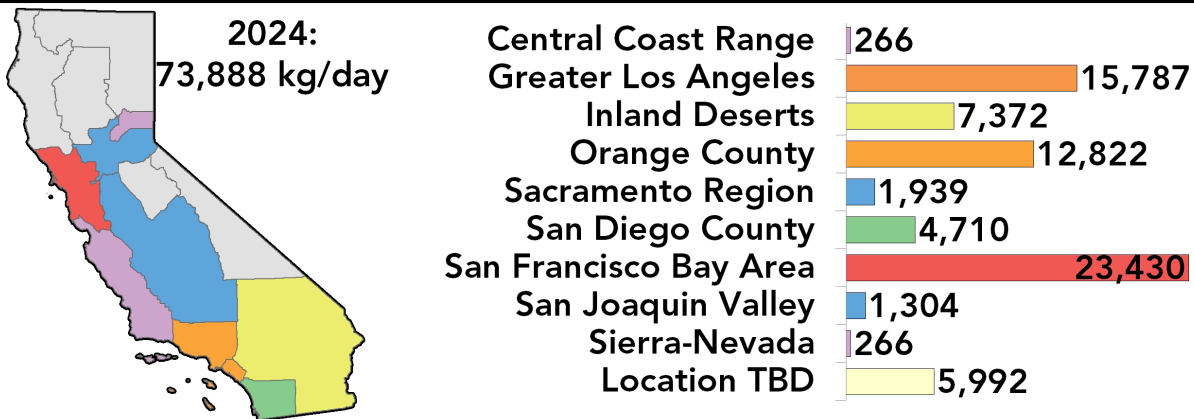 2024:
73,888 kg/day
Central Coast Range 266
Greater Los Angeles 15,787
Inland Deserts 7,372
Orange County 12,822
Sacramento Region 1,939
San Diego County 4,710
San Francisco Bay Area 23,430
San Joaquin Valley 1,304
Sierra-Nevada 266
Location TBD 5,992